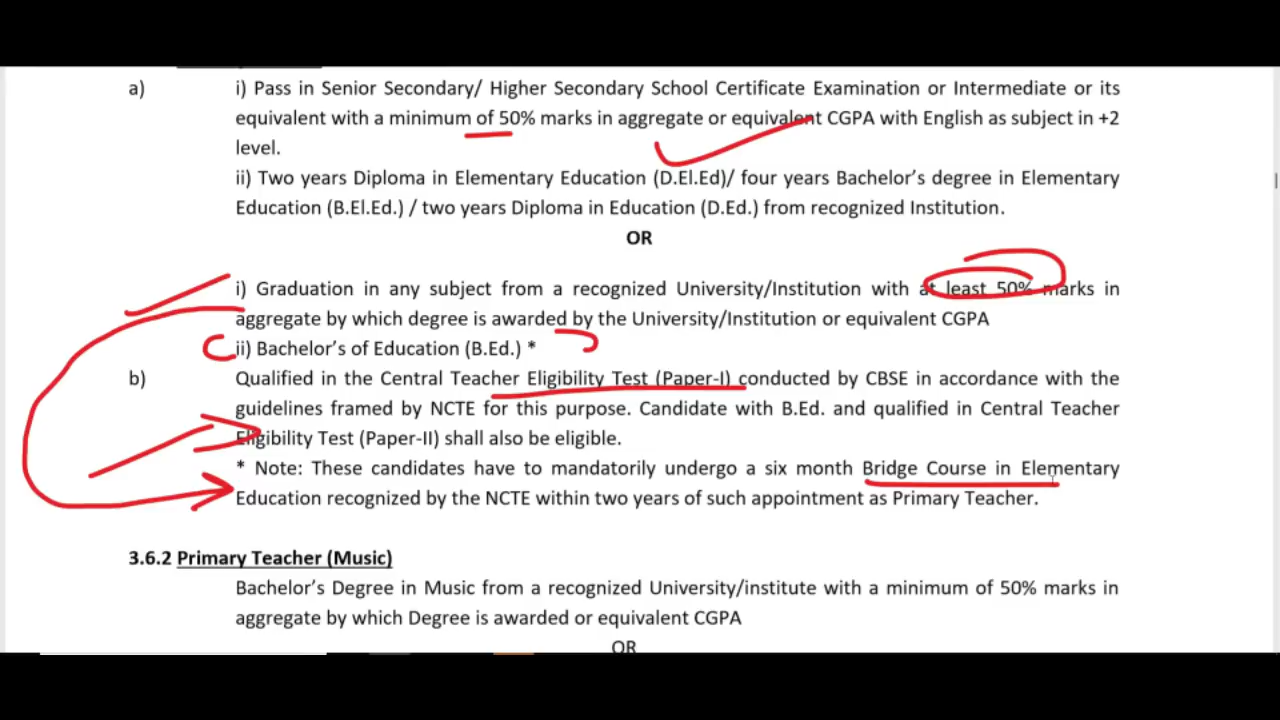 a) i) Pass in Senior Secondary/ Higher Secondary School Certificate Examination or Intermediate or its
equivalent with a minimum of 50% marks in aggregate or equivalent CGPA with English as subject in +2
level.
ii) Two years Diploma in Elementary Education (D.El.Ed)/ four years Bachelor's degree in Elementary
Education (B.El.Ed.) / two years Diploma in Education (D.Ed.) from recognized Institution.
OR
i) Graduation in any subject from a recognized University/Institution with at least 50% marks in
aggregate by which degree is awarded by the University/Institution or equivalent CGPA
ii) Bachelor's of Education (B.Ed.) *
b) Qualified in the Central Teacher Eligibility Test (Paper-I) conducted by CBSE in accordance with the
guidelines framed by NCTE for this purpose. Candidate with B.Ed. and qualified in Central Teacher
Eligibility Test (Paper-II) shall also be eligible.
* Note: These candidates have to mandatorily undergo a six month Bridge Course in Elementary
Education recognized by the NCTE within two years of such appointment as Primary Teacher.
3.6.2 Primary Teacher (Music)
Bachelor's Degree in Music from a recognized University/institute with a minimum of 50% marks in
aggregate by which Degree is awarded or equivalent CGPA
OR